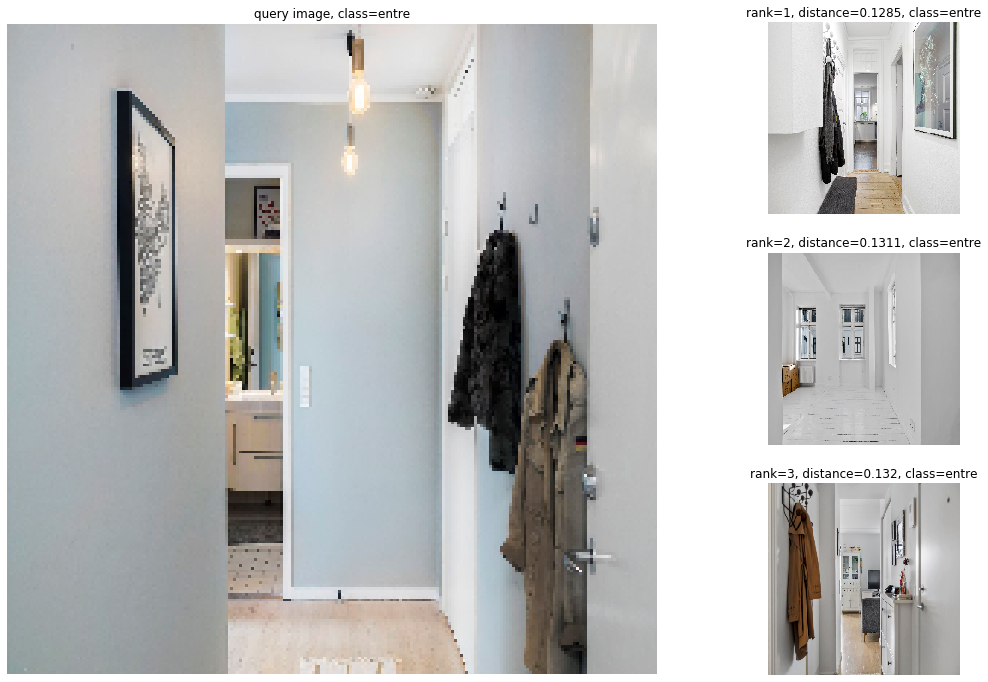 query image, class=entre
rank=1, distance=0.1285, class=entre
rank=2, distance=0.1311, class=entre
rank=3, distance=0.132, class=entre